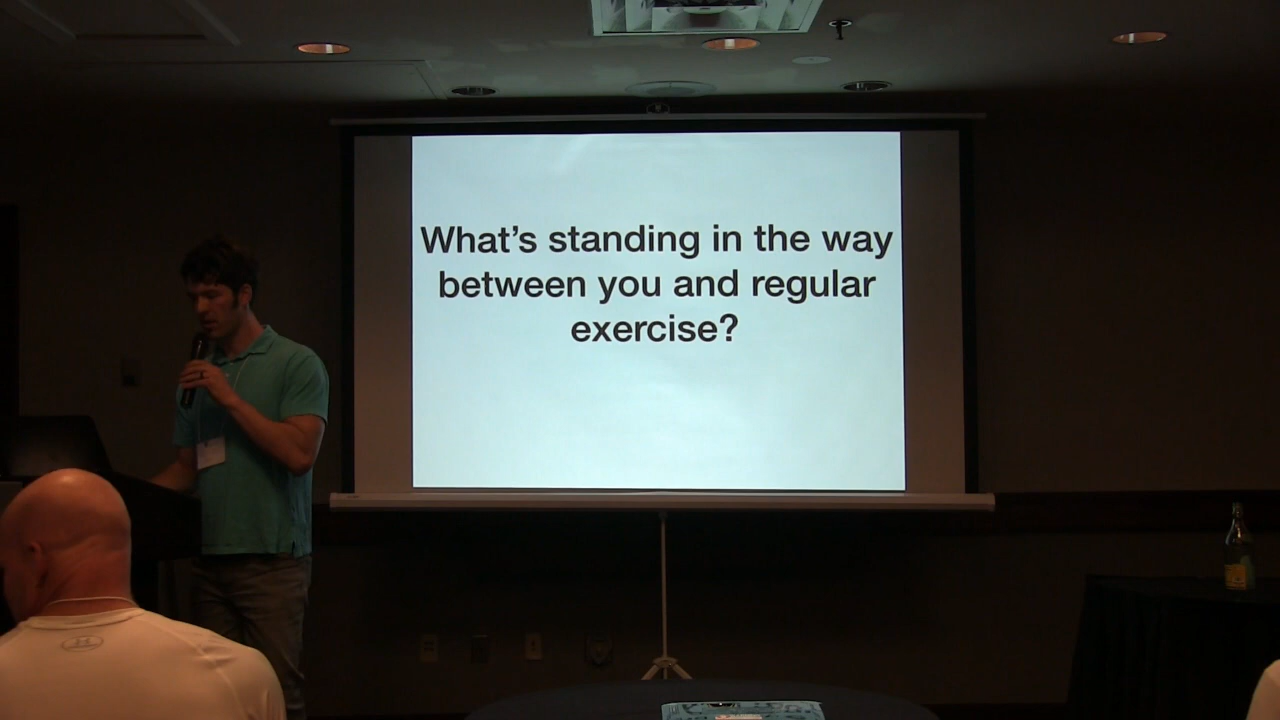 What's standing in the way
between you and regular
exercise?